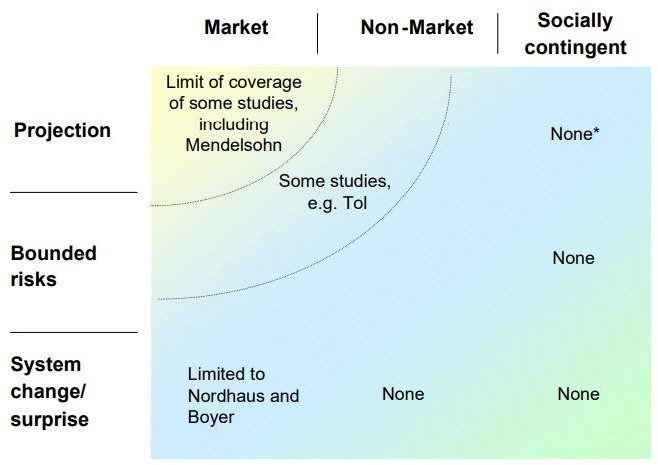 Market
Non-Market
Socially
contingent
Projection
Limit of coverage
of some studies,
including
Mendelsohn
None*
Some studies,
e.g. Tol
Bounded
risks
None
System
change/
surprise
Limited to
Nordhaus and
Boyer
None
None